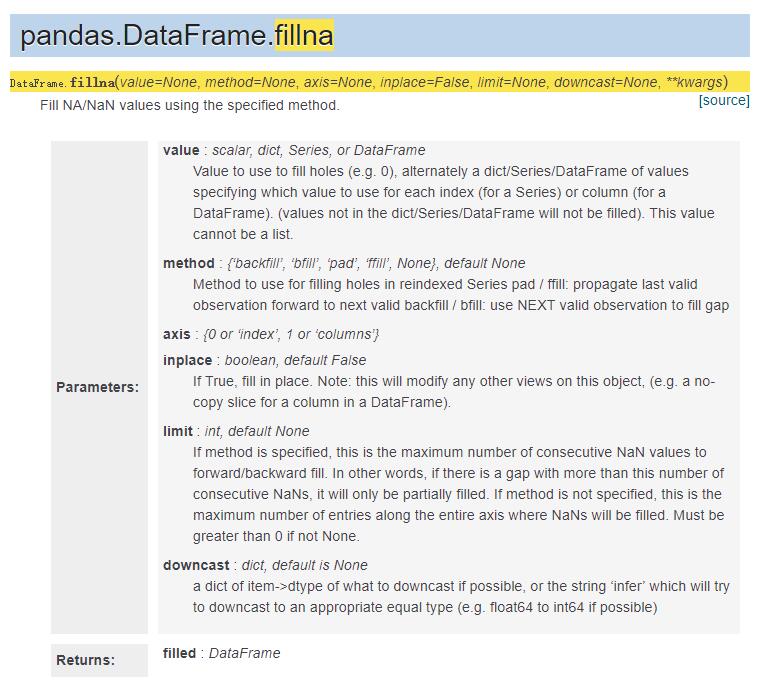 pandas.DataFrame.fillna
DataFrame.fillna(value=None, method=None, axis=None, inplace=False, limit=None, downcast=None, **kwargs)
[source]
Fill NA/NaN values using the specified method.
Parameters:
value : scalar, dict, Series, or DataFrame
Value to use to fill holes (e.g. 0), alternately a dict/Series/DataFrame of values
specifying which value to use for each index (for a Series) or column (for a
DataFrame). (values not in the dict/Series/DataFrame will not be filled). This value
cannot be a list.
method : {‘backfill’, ‘bfill’, ‘pad’, ‘ffill’, None}, default None
Method to use for filling holes in reindexed Series pad / ffill: propagate last valid
observation forward to next valid backfill / bfill: use NEXT valid observation to fill gap
axis : {0 or ‘index’, 1 or ‘columns’}
inplace : boolean, default False
If True, fill in place. Note: this will modify any other views on this object, (e.g. a no-
copy slice for a column in a DataFrame).
limit : int, default None
If method is specified, this is the maximum number of consecutive NaN values to
forward/backward fill. In other words, if there is a gap with more than this number of
consecutive NaNs, it will only be partially filled. If method is not specified, this is the
maximum number of entries along the entire axis where NaNs will be filled. Must be
greater than 0 if not None.
downcast : dict, default is None
a dict of item->dtype of what to downcast if possible, or the string ‘infer’ which will try
to downcast to an appropriate equal type (e.g. float64 to int64 if possible)
Returns:
filled : DataFrame